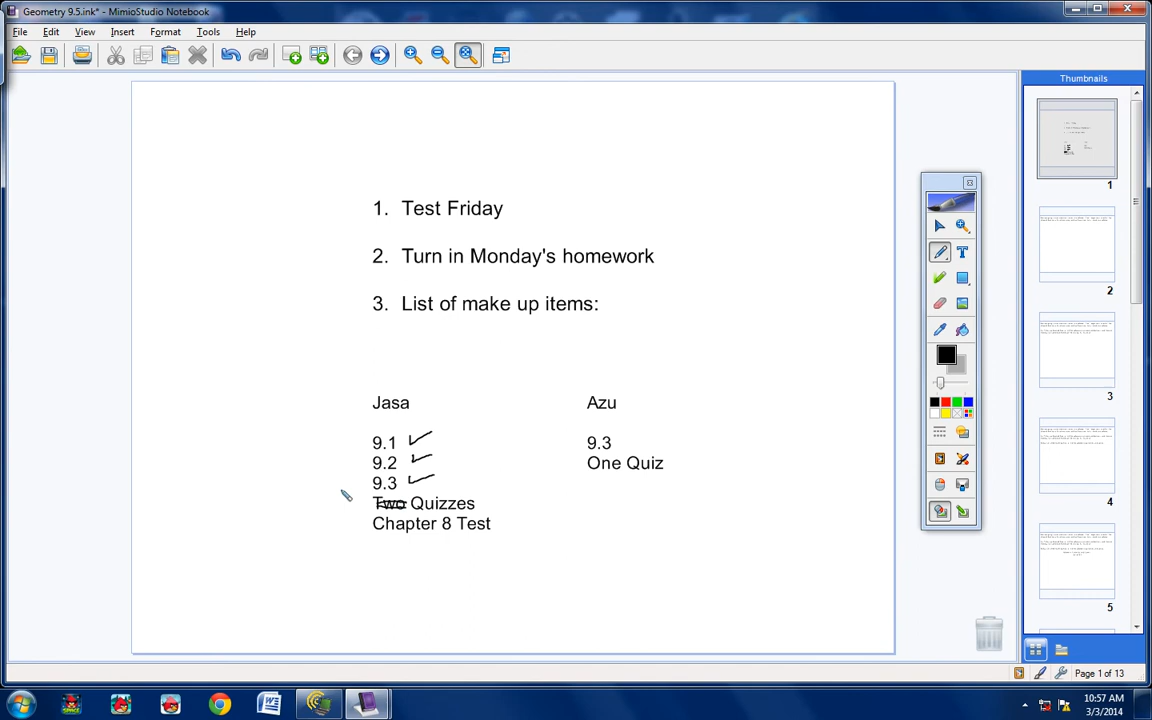 Geometry 9.5.ink* - MimioStudio Notebook
File Edit View Insert Format Tools Help
Thumbnails
1. Test Friday
2. Turn in Monday's homework
3. List of make up items:
Jasa Azu
9.1 9.3
9.2 One Quiz
9.3
Two Quizzes
Chapter 8 Test
1
2
3
4
5
Page 1 of 13
10:57 AM
3/3/2014